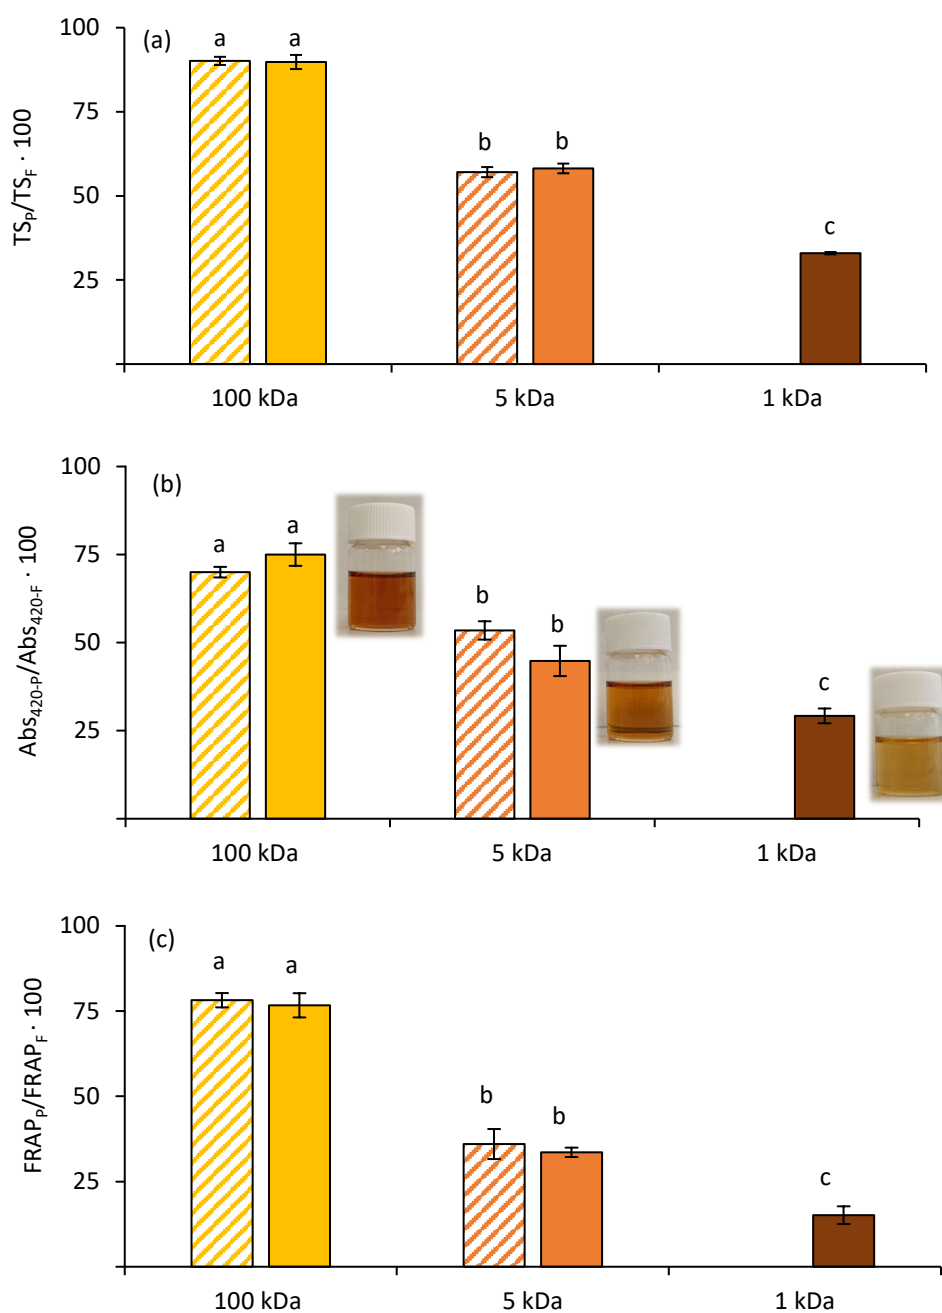 100
(a)
a
a
75
b
b
50
c
25
TSP/TSF · 100
100 kDa
5 kDa
1 kDa
100
(b)
a
a
75
b
b
50
c
25
Abs420-P/Abs420-F · 100
100 kDa
5 kDa
1 kDa
100
(c)
a
a
75
b
b
50
c
25
FRAPP/FRAPF · 100
100 kDa
5 kDa
1 kDa